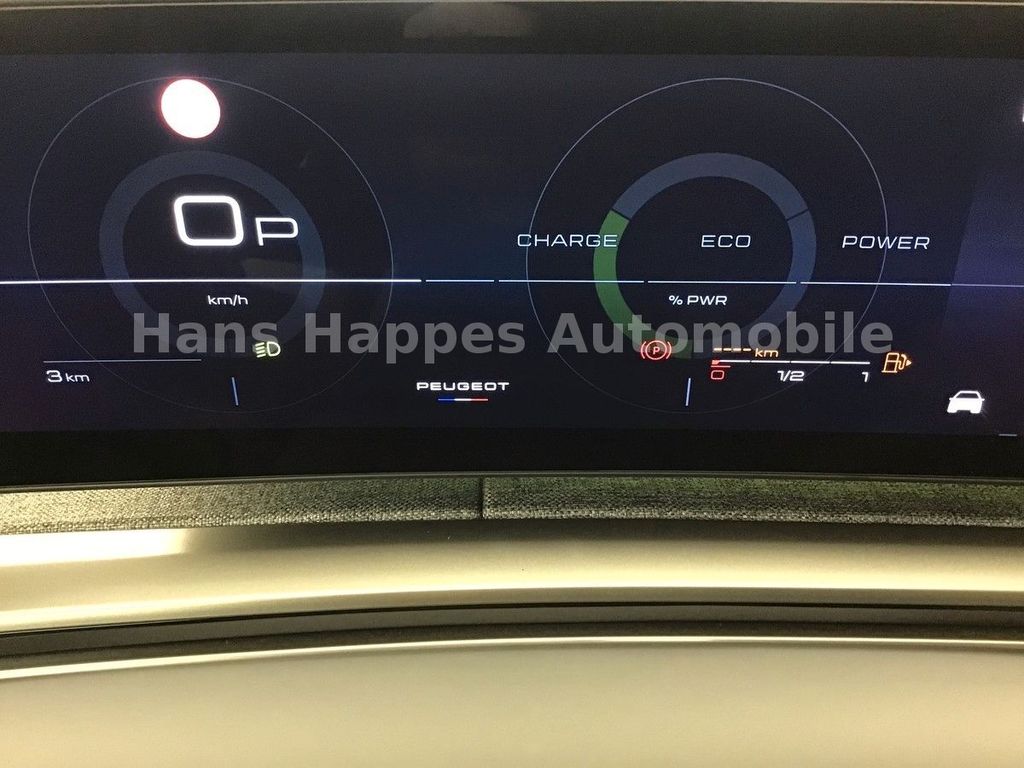 0 P
CHARGE ECO POWER
km/h
% PWR
Hans Happes Automobile
P
---- km
3 km
0 1/2 1
PEUGEOT